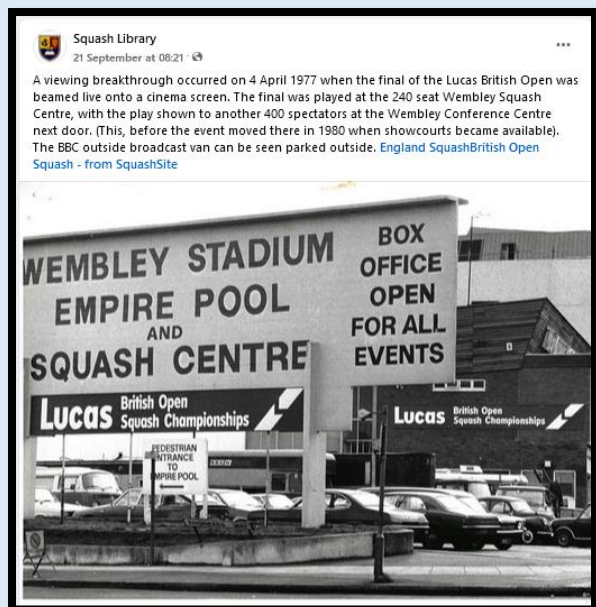 Squash Library
21 September at 08:21 ·
A viewing breakthrough occurred on 4 April 1977 when the final of the Lucas British Open was
beamed live onto a cinema screen. The final was played at the 240 seat Wembley Squash
Centre, with the play shown to another 400 spectators at the Wembley Conference Centre
next door. (This, before the event moved there in 1980 when showcourts became available).
The BBC outside broadcast van can be seen parked outside. England SquashBritish Open
Squash - from SquashSite
WEMBLEY STADIUM
EMPIRE POOL
AND
SQUASH CENTRE
BOX
OFFICE
OPEN
FOR ALL
EVENTS
Lucas British Open
Squash Championships
Lucas British Open
Squash Championships
PEDESTRIAN
ENTRANCE
TO
EMPIRE POOL